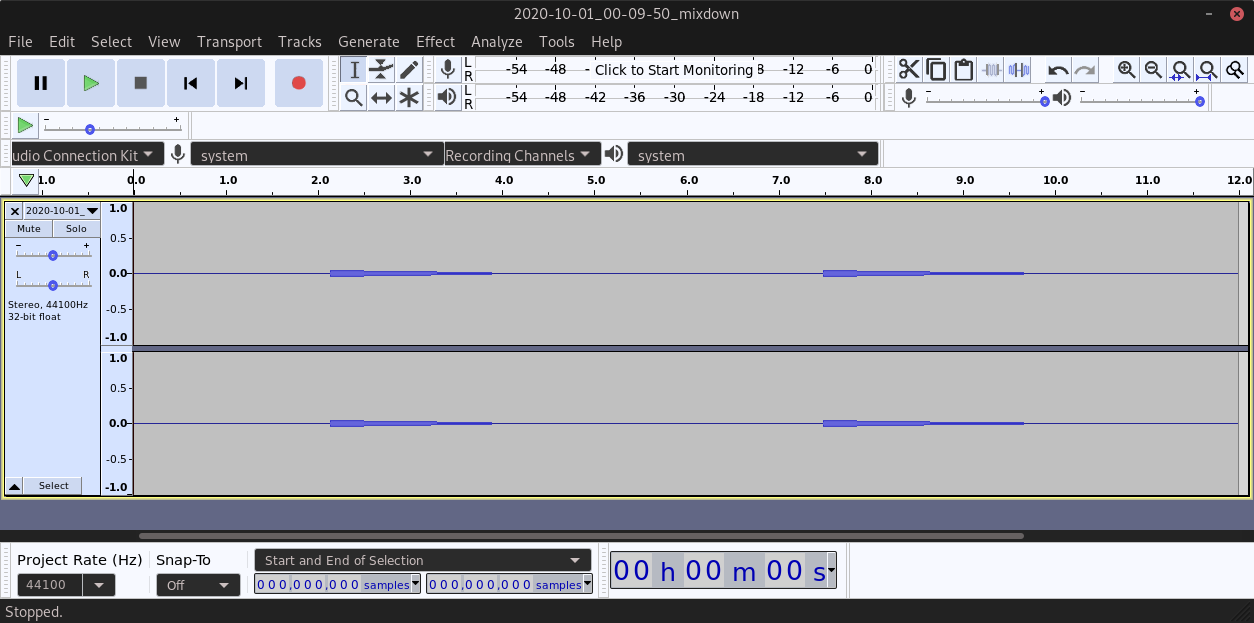 2020-10-01_00-09-50_mixdown
File Edit Select View Transport Tracks Generate Effect Analyze Tools Help
L
R
-54 -48 - Click to Start Monitoring -12 -6 0
L
R
-54 -48 -42 -36 -30 -24 -18 -12 -6 0
- +
- +
- +
udio Connection Kit system Recording Channels system
1.0 0.0 1.0 2.0 3.0 4.0 5.0 6.0 7.0 8.0 9.0 10.0 11.0 12.0
2020-10-01_
Mute Solo
- +
L R
Stereo, 44100Hz
32-bit float
Select
1.0
0.5
0.0
-0.5
-1.0
1.0
0.5
0.0
-0.5
-1.0
Project Rate (Hz) Snap-To Start and End of Selection
44100 Off 000,000,000 samples 000,000,000 samples
00 h 00 m 00 s
Stopped.